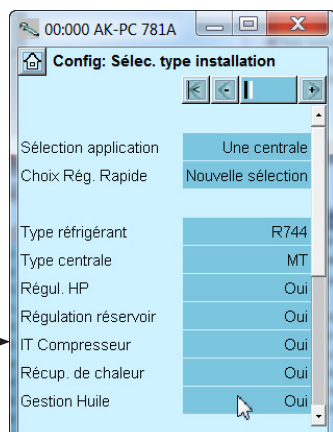 00:000 AK-PC 781A
Config: Sélec. type installation
Sélection application Une centrale
Choix Rég. Rapide Nouvelle sélection
Type réfrigérant R744
Type centrale MT
Régul. HP Oui
Régulation réservoir Oui
IT Compresseur Oui
Récup. de chaleur Oui
Gestion Huile Oui